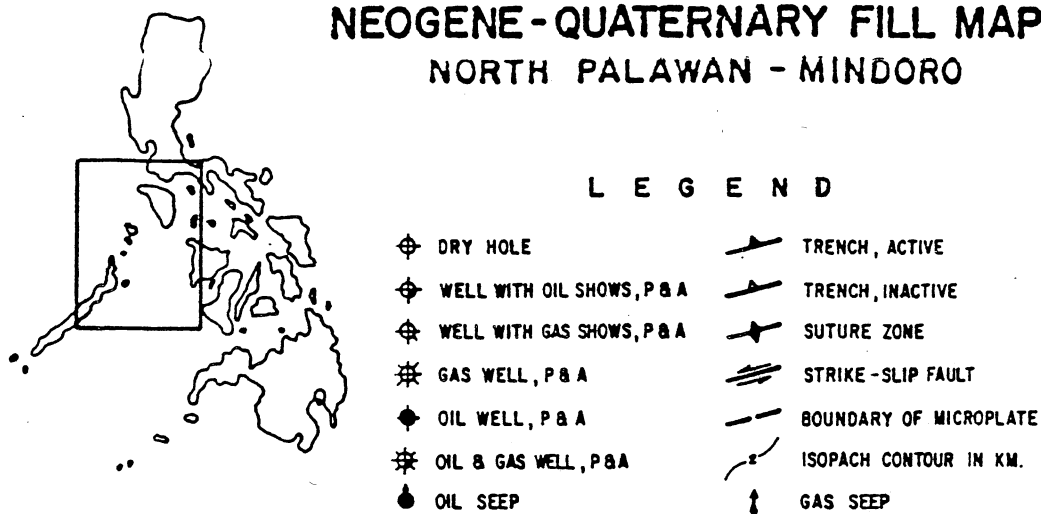 NEOGENE-QUATERNARY FILL MAP
NORTH PALAWAN - MINDORO
LEGEND
DRY HOLE
WELL WITH OIL SHOWS, P & A
WELL WITH GAS SHOWS, P & A
GAS WELL, P & A
OIL WELL, P & A
OIL & GAS WELL, P & A
OIL SEEP
TRENCH, ACTIVE
TRENCH, INACTIVE
SUTURE ZONE
STRIKE-SLIP FAULT
BOUNDARY OF MICROPLATE
2
ISOPACH CONTOUR IN KM.
GAS SEEP